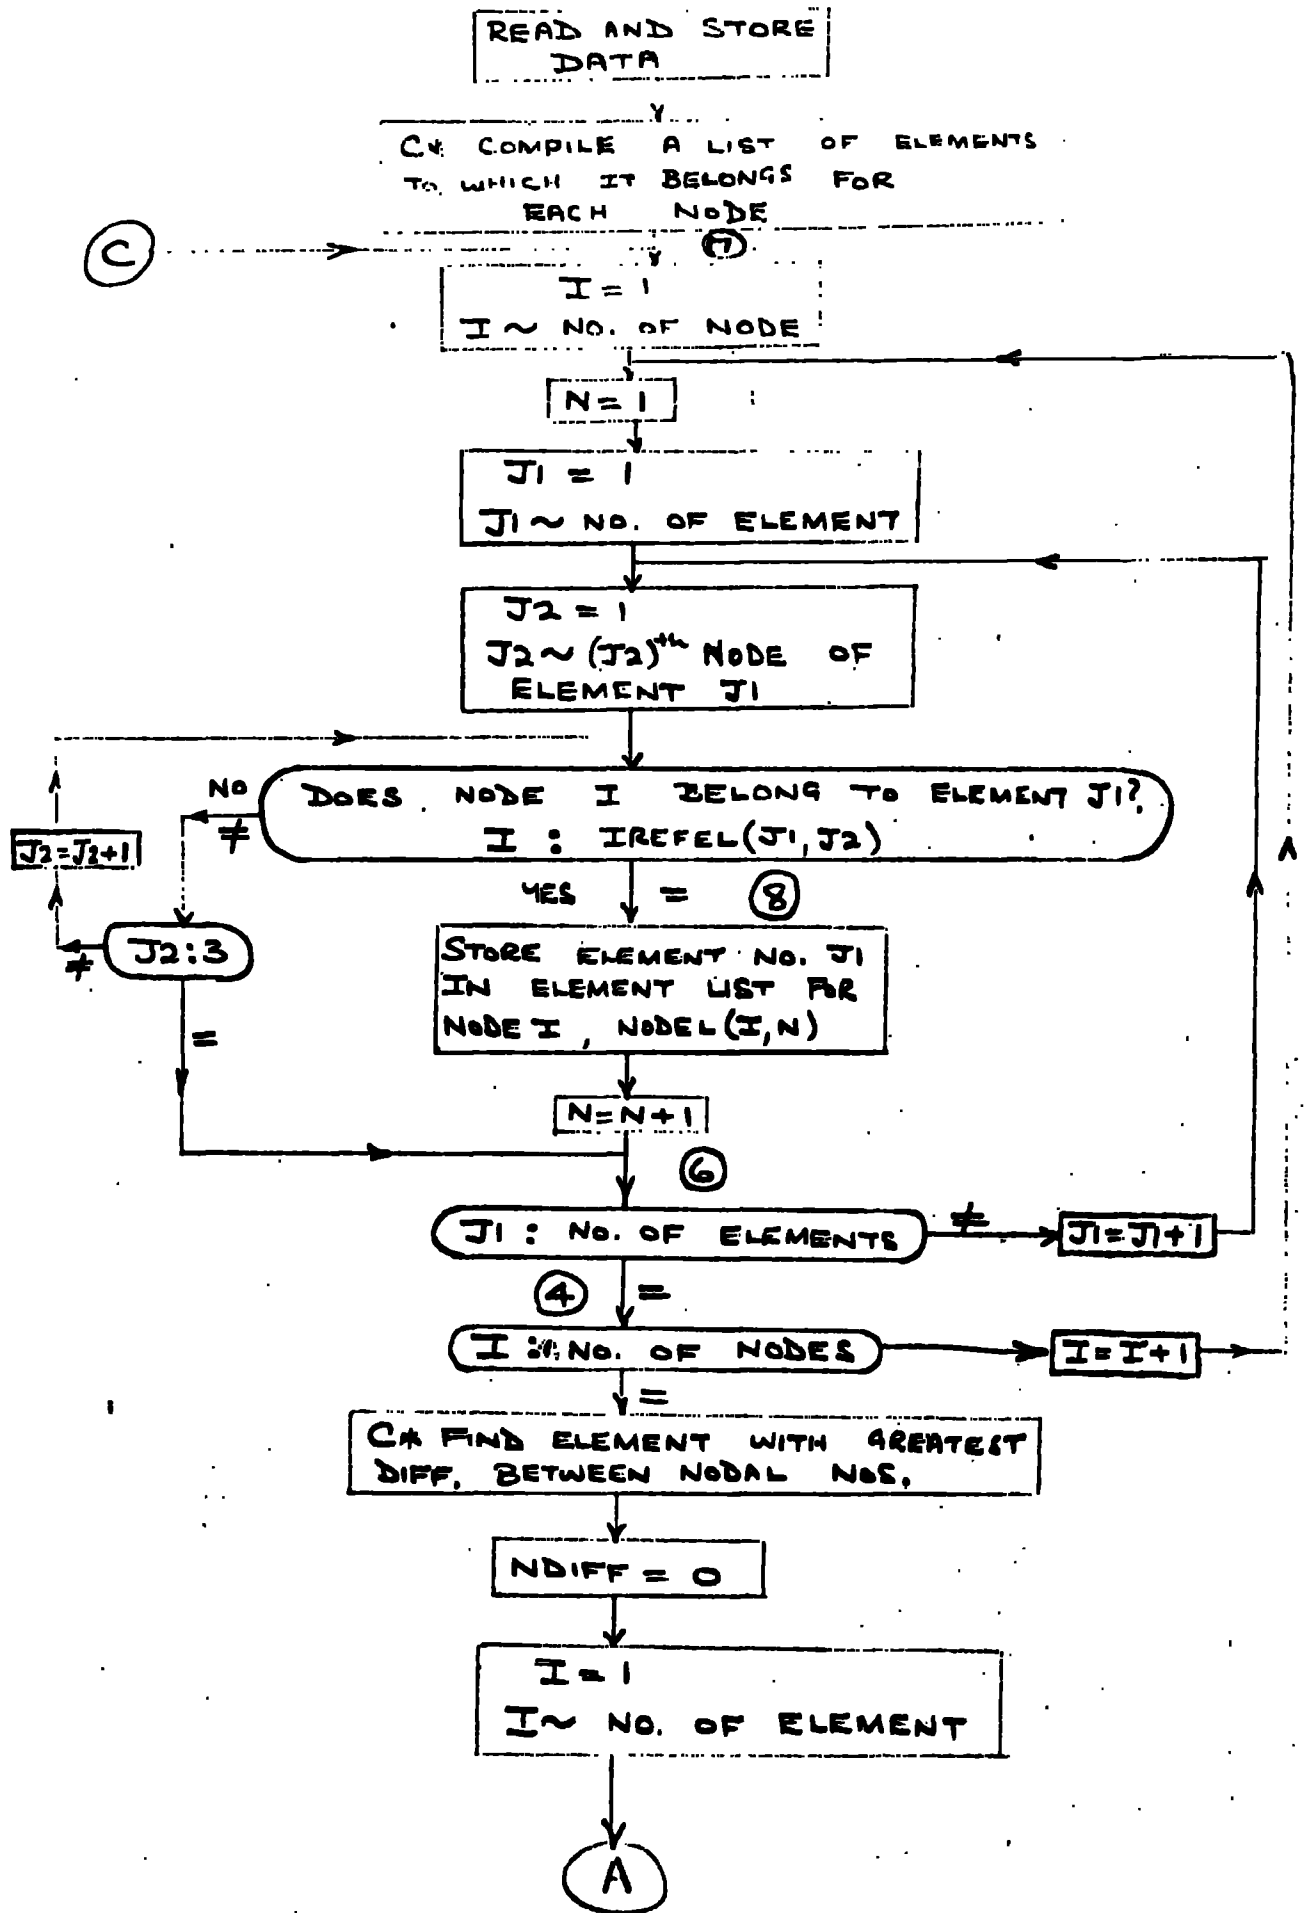 READ AND STORE
DATA
C* COMPILE A LIST OF ELEMENTS
TO WHICH IT BELONGS FOR
EACH NODE
C
I = 1
I ~ NO. OF NODE
N = 1
J1 = 1
J1 ~ NO. OF ELEMENT
J2 = 1
J2 ~ (J2)th NODE OF
ELEMENT J1
NO
≠
DOES NODE I BELONG TO ELEMENT J1?
I : IREFEL(J1,J2)
J2=J2+1
YES = 8
≠
J2:3
=
STORE ELEMENT NO. J1
IN ELEMENT LIST FOR
NODE I, NODEL(I,N)
N=N+1
6
J1 : NO. OF ELEMENTS
≠
J1=J1+1
4 =
I : NO. OF NODES
I=I+1
=
C* FIND ELEMENT WITH GREATEST
DIFF. BETWEEN NODAL NOS.
NDIFF = 0
I = 1
I ~ NO. OF ELEMENT
A